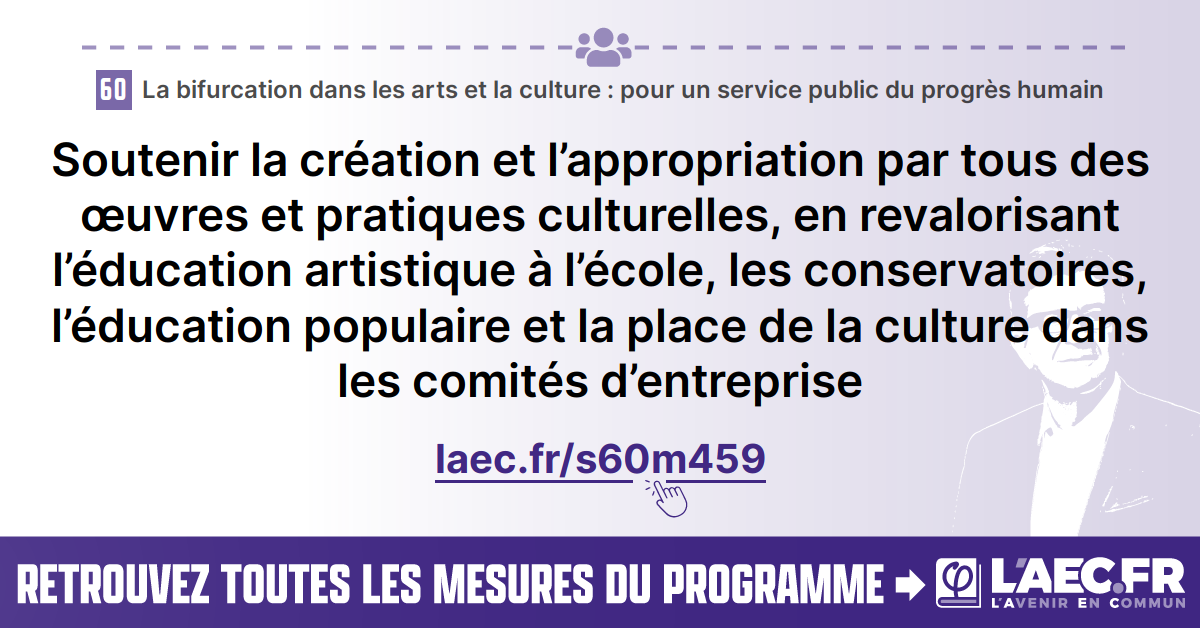 60 La bifurcation dans les arts et la culture : pour un service public du progrès humain
Soutenir la création et l’appropriation par tous des
œuvres et pratiques culturelles, en revalorisant
l’éducation artistique à l’école, les conservatoires,
l’éducation populaire et la place de la culture dans
les comités d’entreprise
laec.fr/s60m459
RETROUVEZ TOUTES LES MESURES DU PROGRAMME
L'AEC.FR
L'AVENIR EN COMMUN